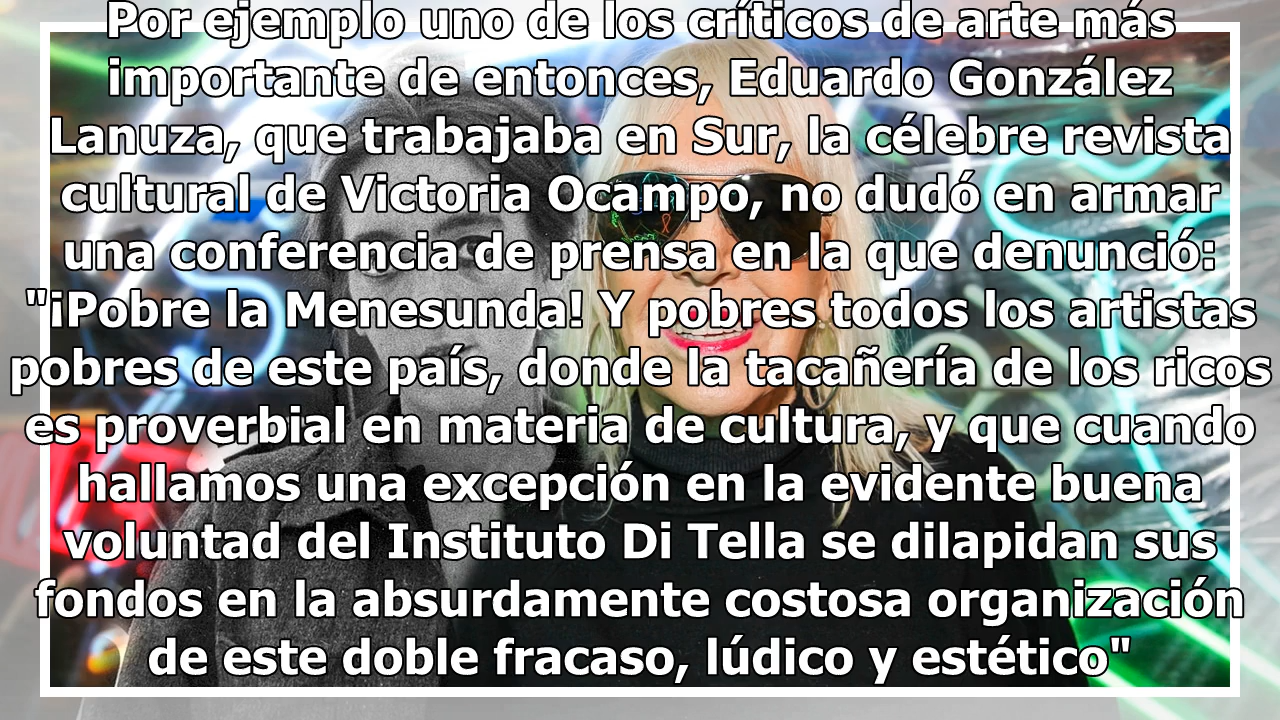 Por ejemplo uno de los críticos de arte más
importante de entonces, Eduardo González
Lanuza, que trabajaba en Sur, la célebre revista
cultural de Victoria Ocampo, no dudó en armar
una conferencia de prensa en la que denunció:
"¡Pobre la Menesunda! Y pobres todos los artistas
pobres de este país, donde la tacañería de los ricos
es proverbial en materia de cultura, y que cuando
hallamos una excepción en la evidente buena
voluntad del Instituto Di Tella se dilapidan sus
fondos en la absurdamente costosa organización
de este doble fracaso, lúdico y estético"